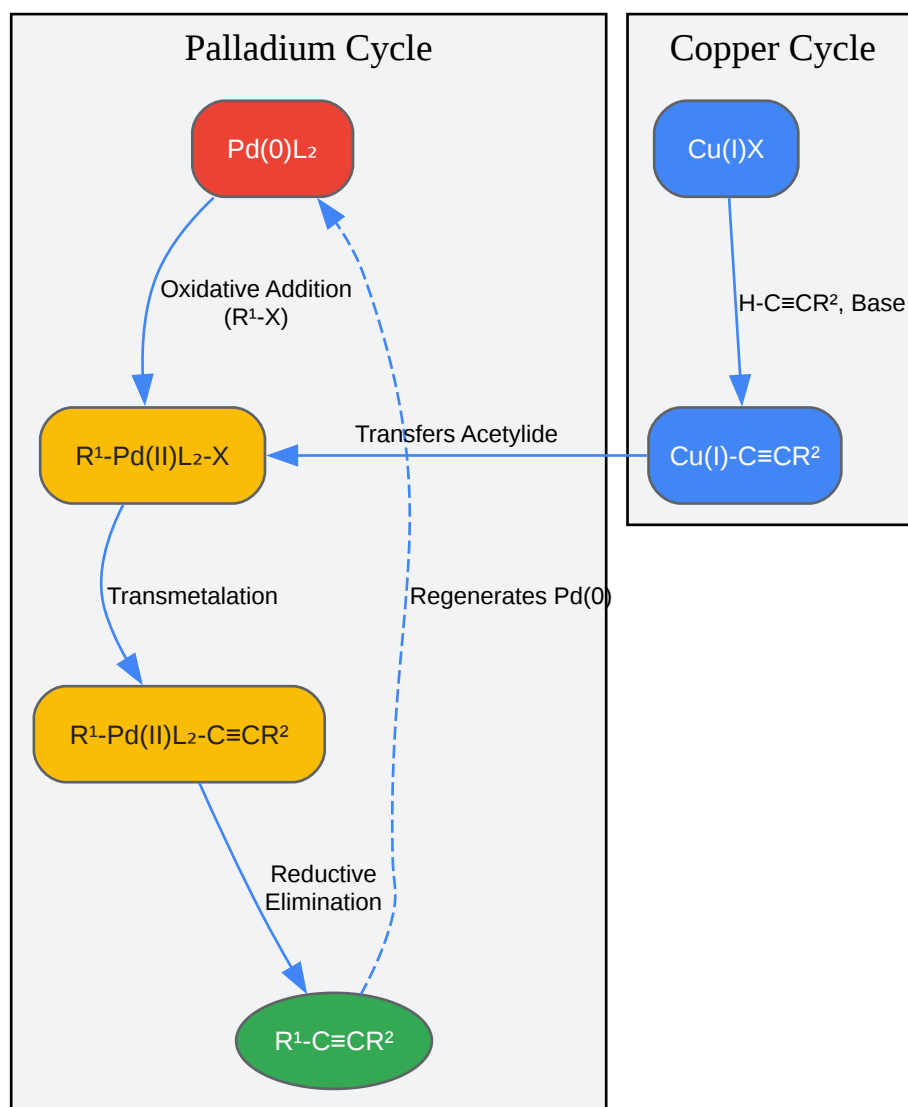 Palladium Cycle
Copper Cycle
Pd(0)L₂
Cu(I)X
Oxidative Addition
(R¹-X)
H-C≡CR², Base
Transfers Acetylide
R¹-Pd(II)L₂-X
Cu(I)-C≡CR²
Transmetalation
Regenerates Pd(0)
R¹-Pd(II)L₂-C≡CR²
Reductive
Elimination
R¹-C≡CR²